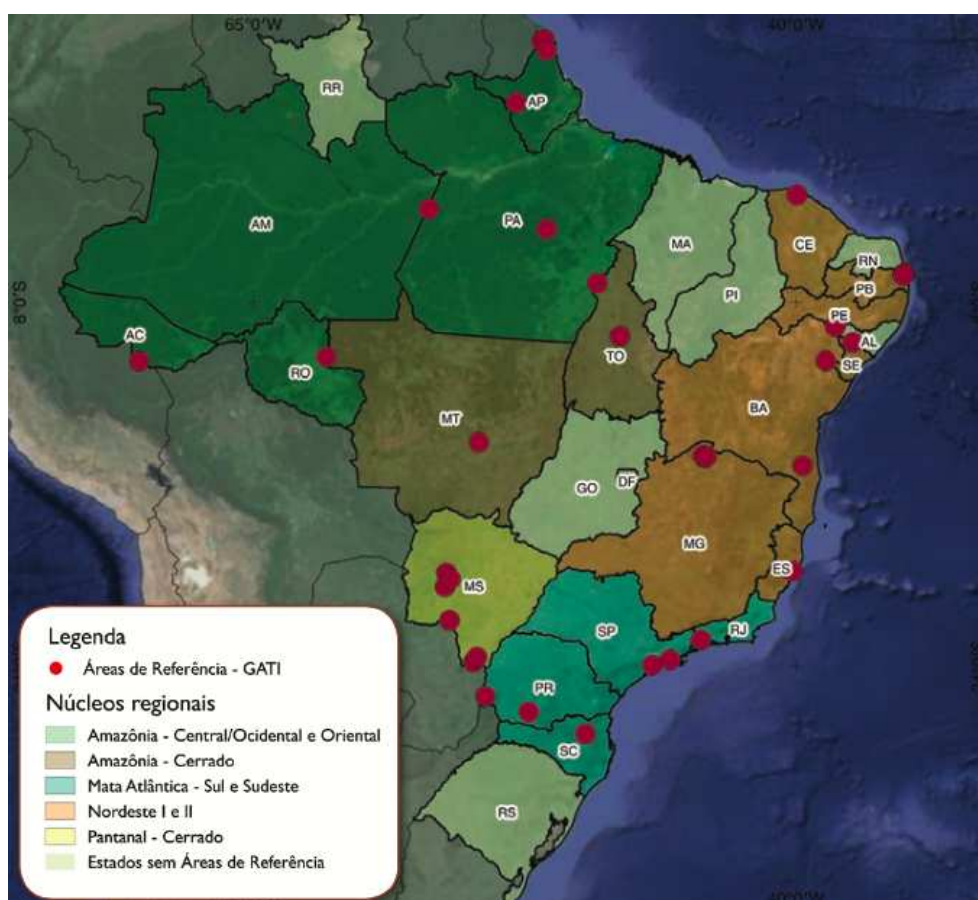 65°0'W
40°0'W
RR
AP
AM
PA
MA
CE
RN
PB
PI
PE
AL
SE
8°0'S
AC
RO
TO
MT
BA
GO
DF
MG
ES
MS
SP
RJ
PR
SC
RS
Legenda
Áreas de Referência - GATI
Núcleos regionais
Amazônia - Central/Ocidental e Oriental
Amazônia - Cerrado
Mata Atlântica - Sul e Sudeste
Nordeste I e II
Pantanal - Cerrado
Estados sem Áreas de Referência